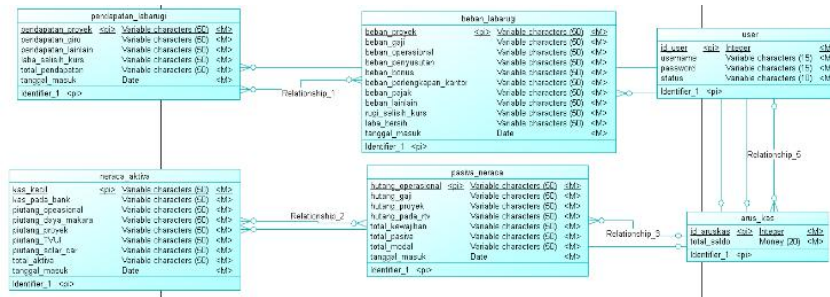 pendapatan_labarugi
pendapatan_proyek <pi> Variable characters (50) <M>
pendapatan_giro Variable characters (50) <M>
pendapatan_lainlain Variable characters (50) <M>
laba_selisih_kurs Variable characters (50) <M>
total_pendapatan Variable characters (50) <M>
tanggal_masuk Date <M>
Identifier_1 <pi>
Relationship_1
beban_labarugi
beban_proyek <pi> Variable characters (50) <M>
beban_gaji Variable characters (50) <M>
beban_operasional Variable characters (50) <M>
beban_penyusutan Variable characters (50) <M>
beban_bonus Variable characters (50) <M>
beban_perlengkapan_kantor Variable characters (50) <M>
beban_pajak Variable characters (50) <M>
beban_lainlain Variable characters (50) <M>
rugi_selisih_kurs Variable characters (50) <M>
laba_bersih Variable characters (50) <M>
tanggal_masuk Date <M>
Identifier_1 <pi>
user
id_user <pi> Integer <M>
username Variable characters (15) <M>
password Variable characters (15) <M>
status Variable characters (10) <M>
Identifier_1 <pi>
Relationship_5
neraca_aktiva
kas_kecil <pi> Variable characters (50) <M>
kas_pada_bank Variable characters (50) <M>
piutang_opeasional Variable characters (50) <M>
piutang_daya_makara Variable characters (50) <M>
piutang_proyek Variable characters (50) <M>
piutang_TVUI Variable characters (50) <M>
Variable characters (50) <M>
total_aktiva Variable characters (50) <M>
tanggal_masuk Date <M>
Identifier_1 <pi>
Relationship_2
pasiva_neraca
hutang_operasional <pi> Variable characters (50) <M>
hutang_gaji Variable characters (50) <M>
hutang_proyek Variable characters (50) <M>
hutang_pada_rtv Variable characters (50) <M>
total_kewajiban Variable characters (50) <M>
total_pasiva Variable characters (50) <M>
total_modal Variable characters (50) <M>
tanggal_masuk Date <M>
Identifier_1 <pi>
Relationship_3
arus_kas
id_aruskas <pi> Integer <M>
total_saldo Money (20) <M>
Identifier_1 <pi>